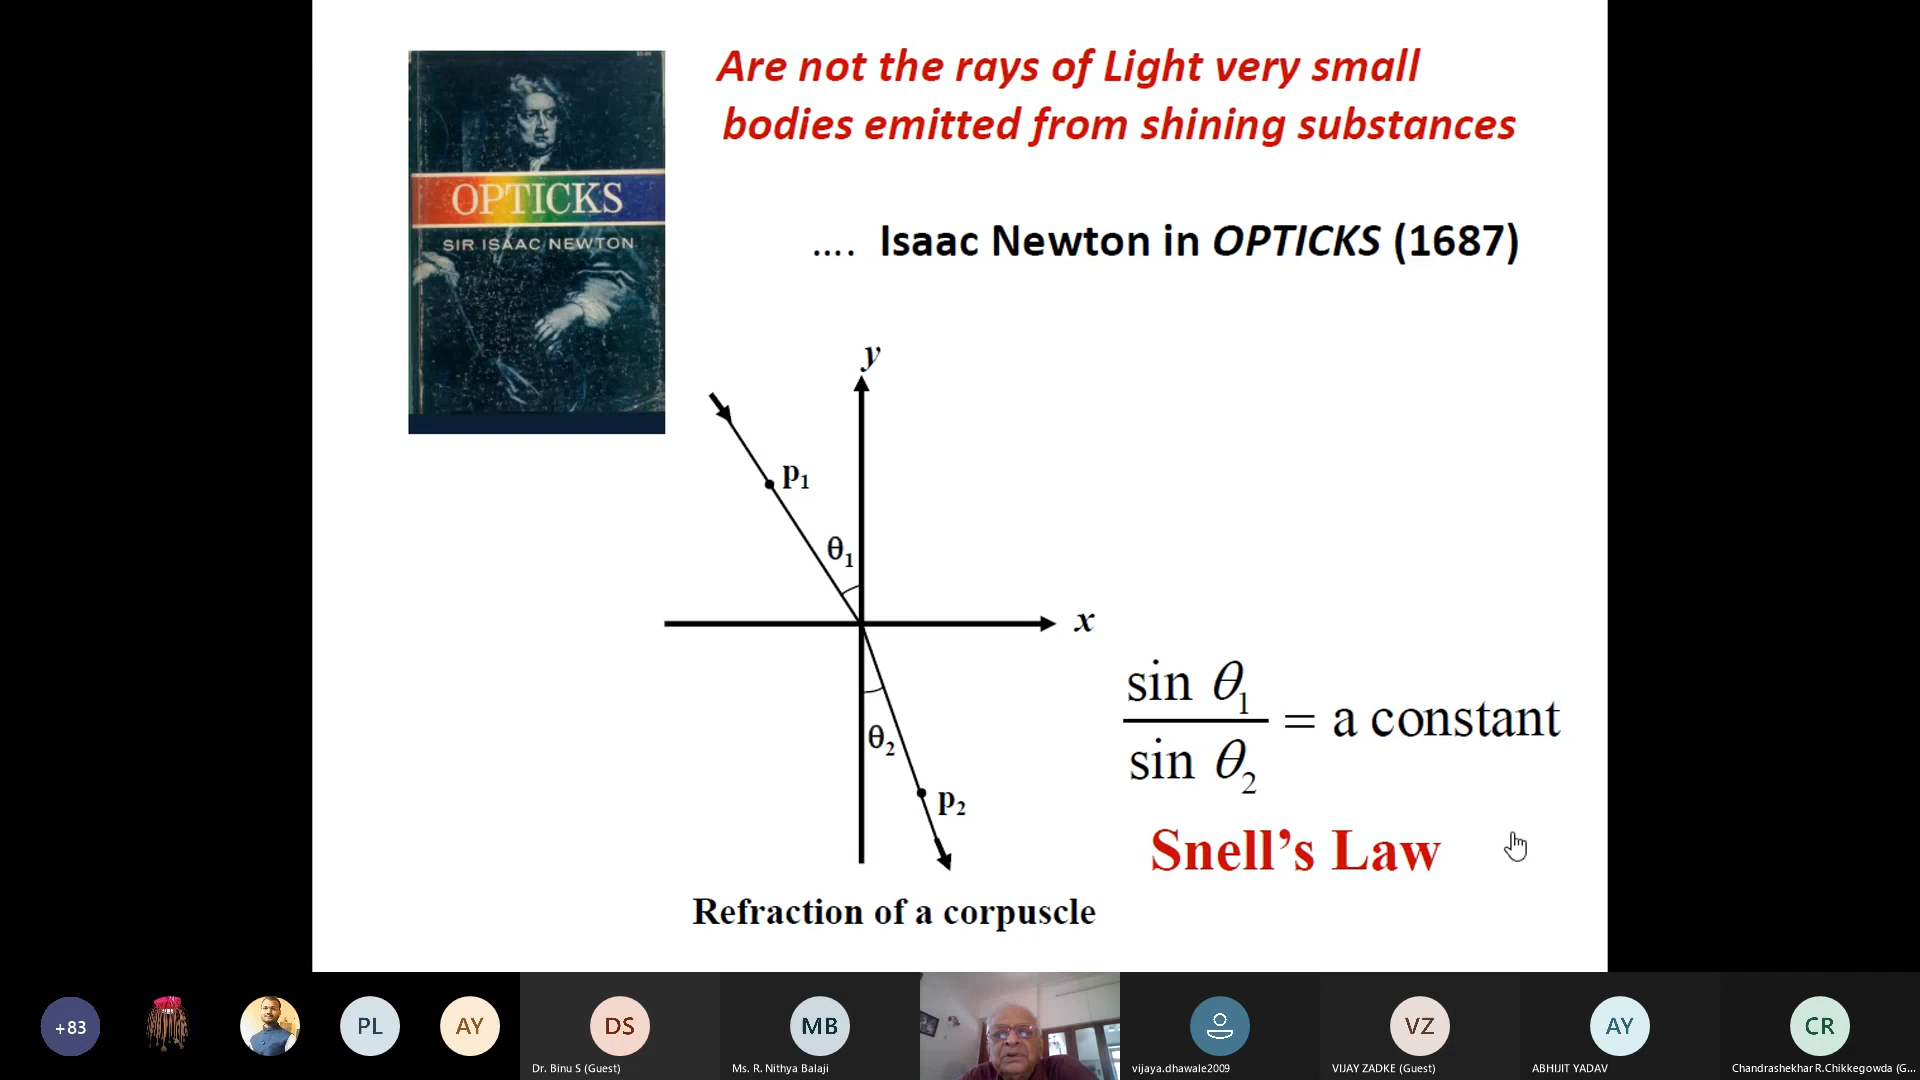 Are not the rays of Light very small
bodies emitted from shining substances
OPTICKS
SIR ISAAC NEWTON
.... Isaac Newton in OPTICKS (1687)
y
p1
θ1
x
sin θ1
= a constant
sin θ2
θ2
p2
Snell's Law
Refraction of a corpuscle
+83
PL
AY
DS
MB
VZ
AY
CR
Dr. Binu S (Guest)
Ms. R. Nithya Balaji
vijaya.dhawale2009
VIJAY ZADKE (Guest)
ABHIJIT YADAV
Chandrashekhar R.Chikkegowda (G...